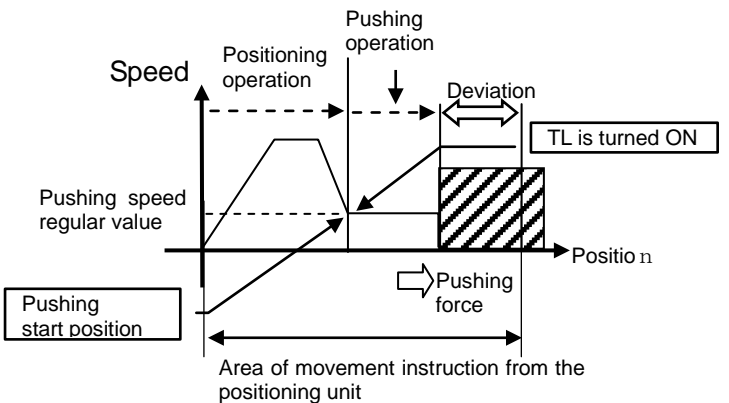 Pushing
operation
Positioning
operation
Speed
Deviation
TL is turned ON
Pushing speed
regular value
Position
Pushing
force
Pushing
start position
Area of movement instruction from the
positioning unit